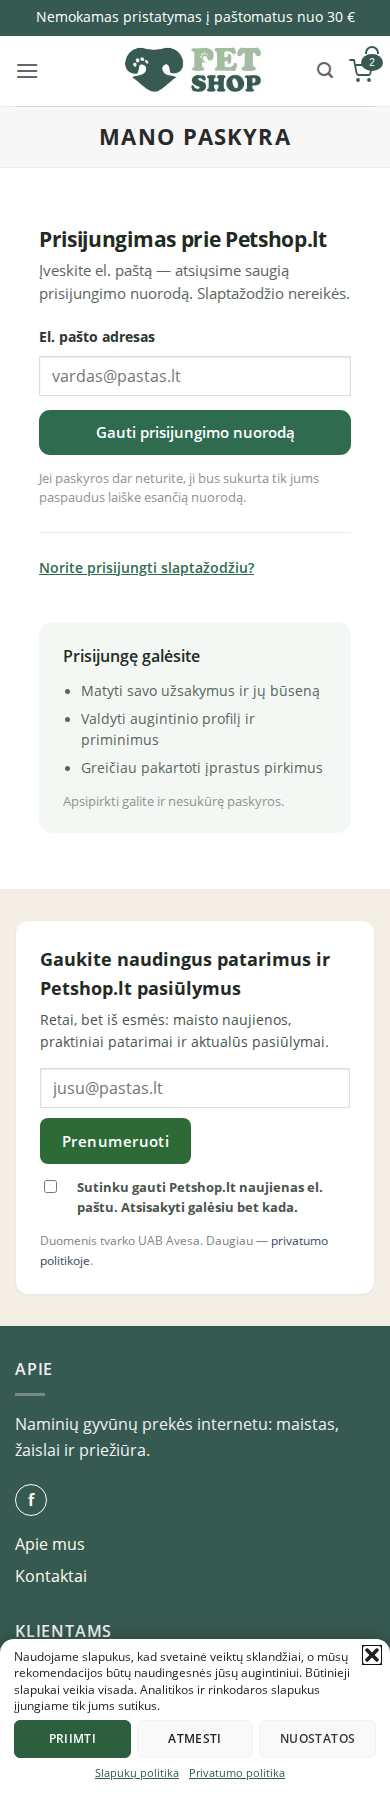 Nemokamas pristatymas į paštomatus nuo 30 €
PET
SHOP
2
MANO PASKYRA
Prisijungimas prie Petshop.lt
Įveskite el. paštą — atsiųsime saugią
prisijungimo nuorodą. Slaptažodžio nereikės.
El. pašto adresas
vardas@pastas.lt
Gauti prisijungimo nuorodą
Jei paskyros dar neturite, ji bus sukurta tik jums
paspaudus laiške esančią nuorodą.
Norite prisijungti slaptažodžiu?
Prisijungę galėsite
• Matyti savo užsakymus ir jų būseną
• Valdyti augintinio profilį ir
priminimus
• Greičiau pakartoti įprastus pirkimus
Apsipirkti galite ir nesukūrę paskyros.
Gaukite naudingus patarimus ir
Petshop.lt pasiūlymus
Retai, bet iš esmės: maisto naujienos,
praktiniai patarimai ir aktualūs pasiūlymai.
jusu@pastas.lt
Prenumeruoti
Sutinku gauti Petshop.lt naujienas el.
paštu. Atsisakyti galėsiu bet kada.
Duomenis tvarko UAB Avesa. Daugiau — privatumo
politikoje.
APIE
Naminių gyvūnų prekės internetu: maistas,
žaislai ir priežiūra.
f
Apie mus
Kontaktai
KLIENTAMS
Naudojame slapukus, kad svetainė veiktų sklandžiai, o mūsų
rekomendacijos būtų naudingesnės jūsų augintiniui. Būtinieji
slapukai veikia visada. Analitikos ir rinkodaros slapukus
įjungiame tik jums sutikus.
PRIIMTI
ATMESTI
NUOSTATOS
Slapukų politika
Privatumo politika